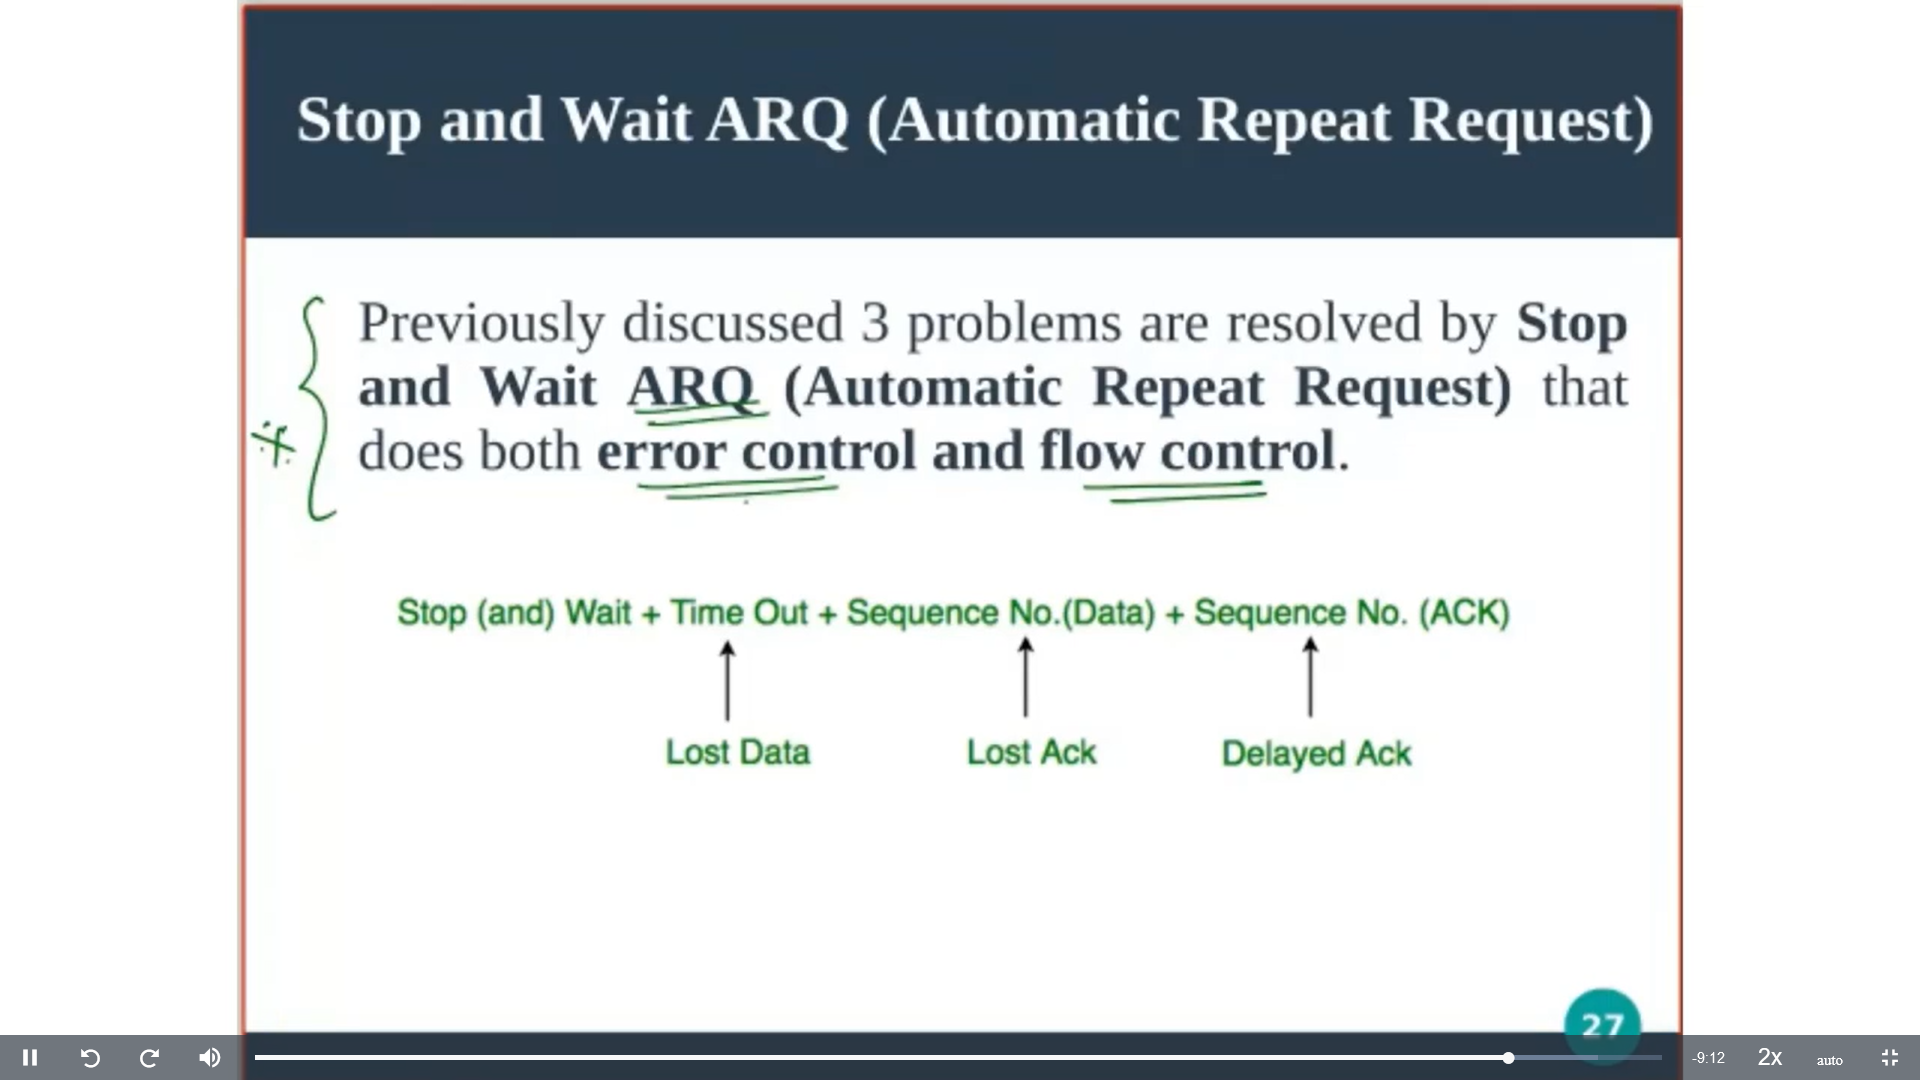 Stop and Wait ARQ (Automatic Repeat Request)
Previously discussed 3 problems are resolved by Stop
and Wait ARQ (Automatic Repeat Request) that
does both error control and flow control.
Stop (and) Wait + Time Out + Sequence No.(Data) + Sequence No. (ACK)
Lost Data Lost Ack Delayed Ack
27
-9:12 2x auto